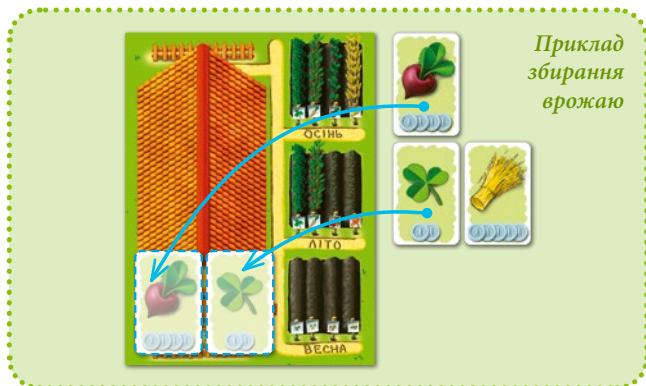 Приклад
збирання
врожаю
ОСІНЬ
ЛІТО
ВЕСНА